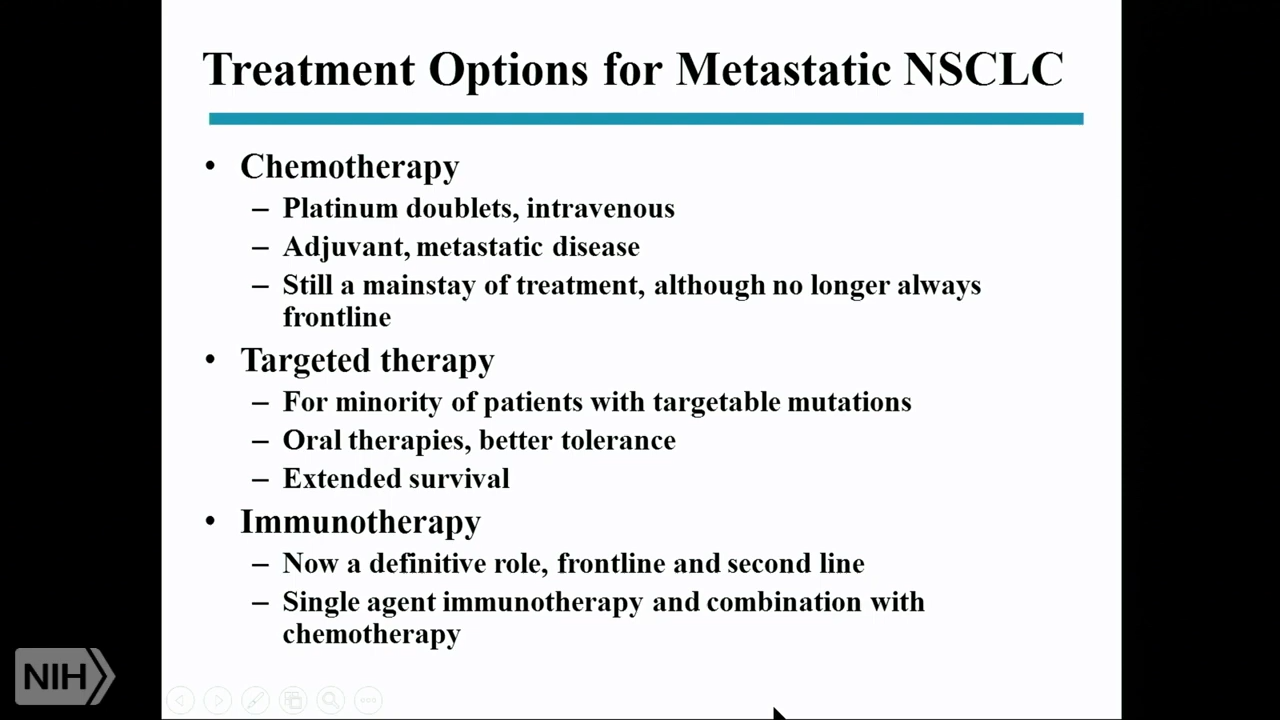 Treatment Options for Metastatic NSCLC
• Chemotherapy
– Platinum doublets, intravenous
– Adjuvant, metastatic disease
– Still a mainstay of treatment, although no longer always
frontline
• Targeted therapy
– For minority of patients with targetable mutations
– Oral therapies, better tolerance
– Extended survival
• Immunotherapy
– Now a definitive role, frontline and second line
– Single agent immunotherapy and combination with
chemotherapy
NIH